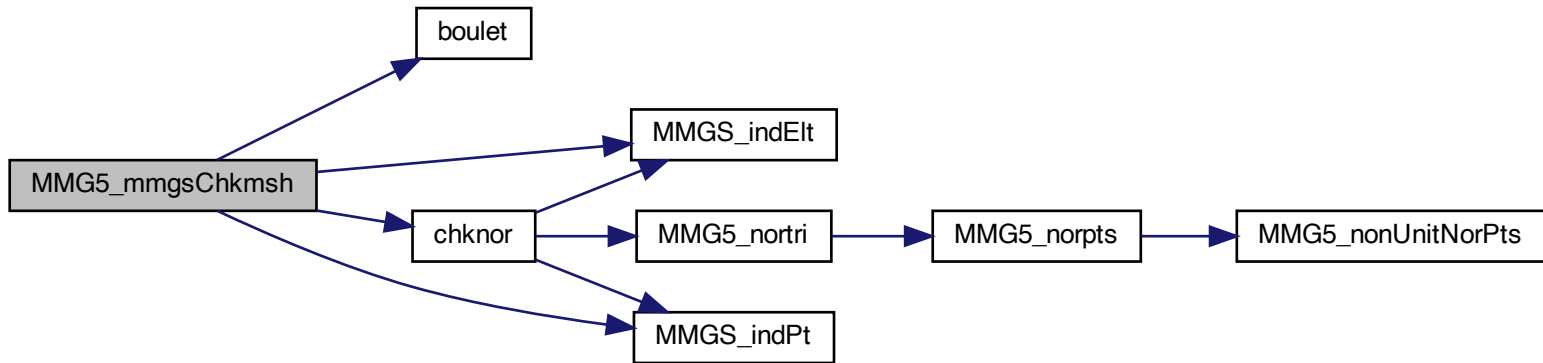 boulet
MMGS_indElt
MMG5_mmgsChkmsh
chknor
MMG5_nortri
MMG5_norpts
MMG5_nonUnitNorPts
MMGS_indPt